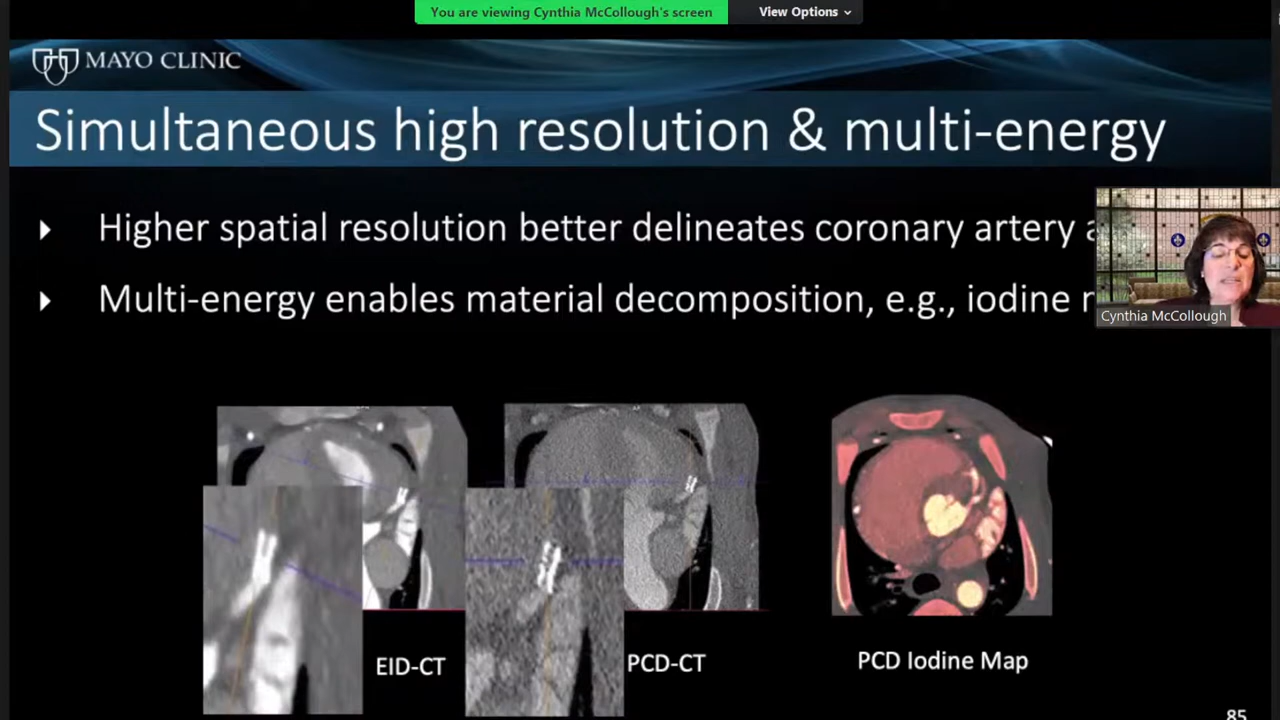 You are viewing Cynthia McCollough's screen
View Options
MAYO CLINIC
Simultaneous high resolution & multi-energy
Higher spatial resolution better delineates coronary artery
Multi-energy enables material decomposition, e.g., iodine
Cynthia McCollough
EID-CT
PCD-CT
PCD Iodine Map
85